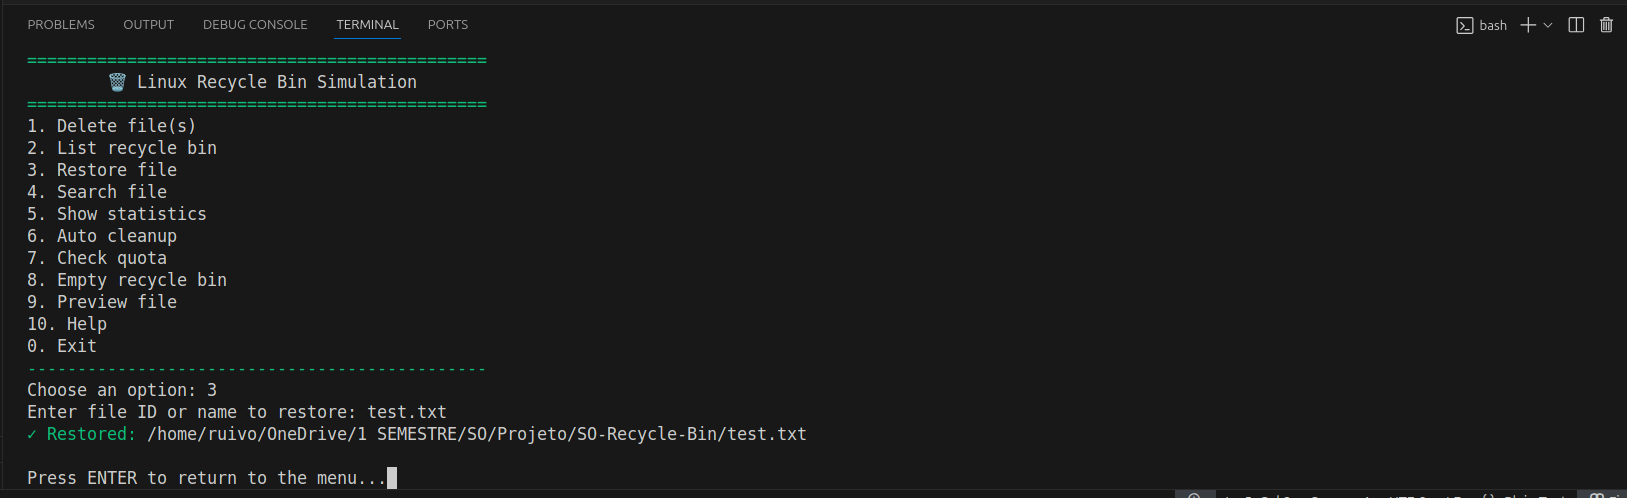 PROBLEMS OUTPUT DEBUG CONSOLE TERMINAL PORTS bash
==============================================
🗑️ Linux Recycle Bin Simulation
==============================================
1. Delete file(s)
2. List recycle bin
3. Restore file
4. Search file
5. Show statistics
6. Auto cleanup
7. Check quota
8. Empty recycle bin
9. Preview file
10. Help
0. Exit
----------------------------------------------
Choose an option: 3
Enter file ID or name to restore: test.txt
✓ Restored: /home/ruivo/OneDrive/1 SEMESTRE/SO/Projeto/SO-Recycle-Bin/test.txt
Press ENTER to return to the menu...